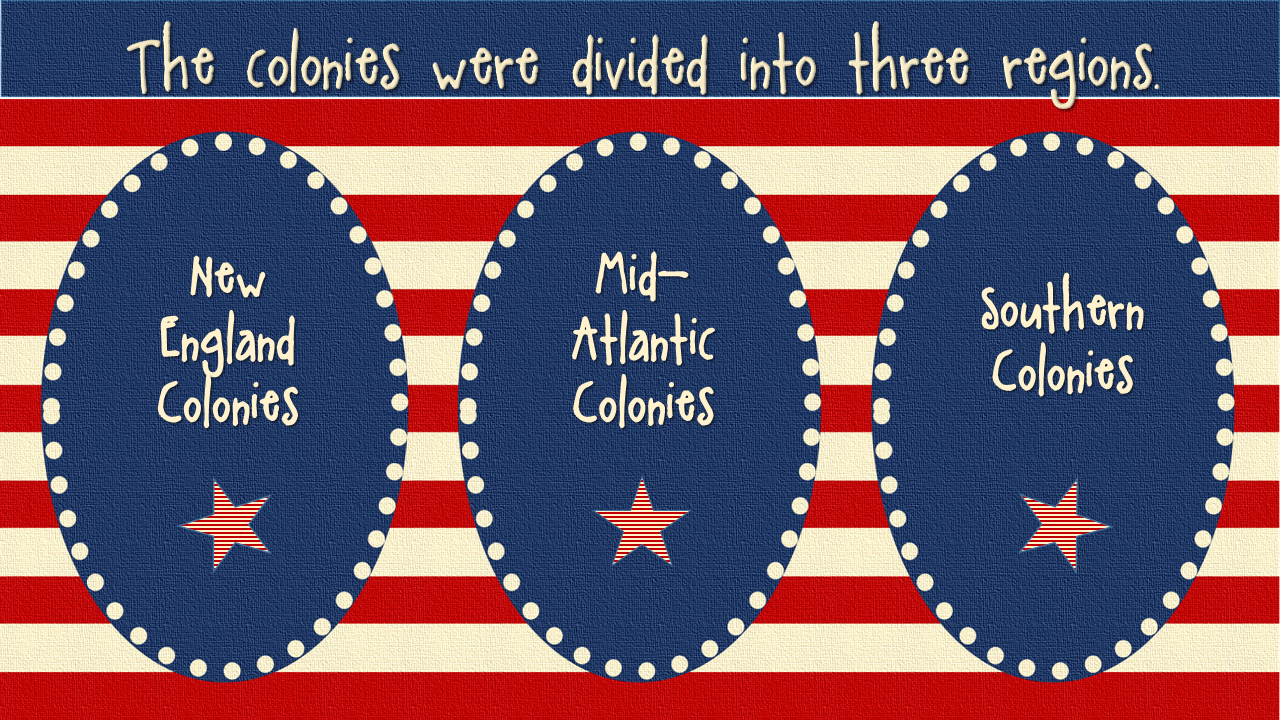 The colonies were divided into three regions.
New
England
Colonies
Mid-
Atlantic
Colonies
Southern
Colonies